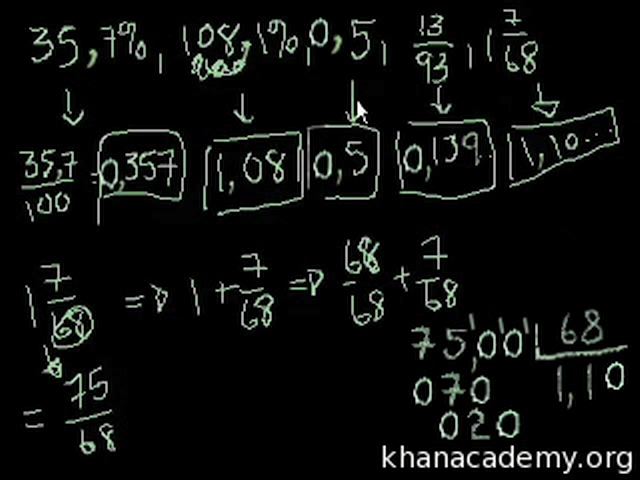 35,7%, 108,1%, 0,5, 13/93, 1 7/68
↓ ↓ ↓ ↓ ↓
35,7/100 = 0,357 1,08 0,5 0,139.. 1,10...
1 7/68 => 1 + 7/68 => 68/68 + 7/68
= 75/68
75,00 68
070 1,10
020
khanacademy.org